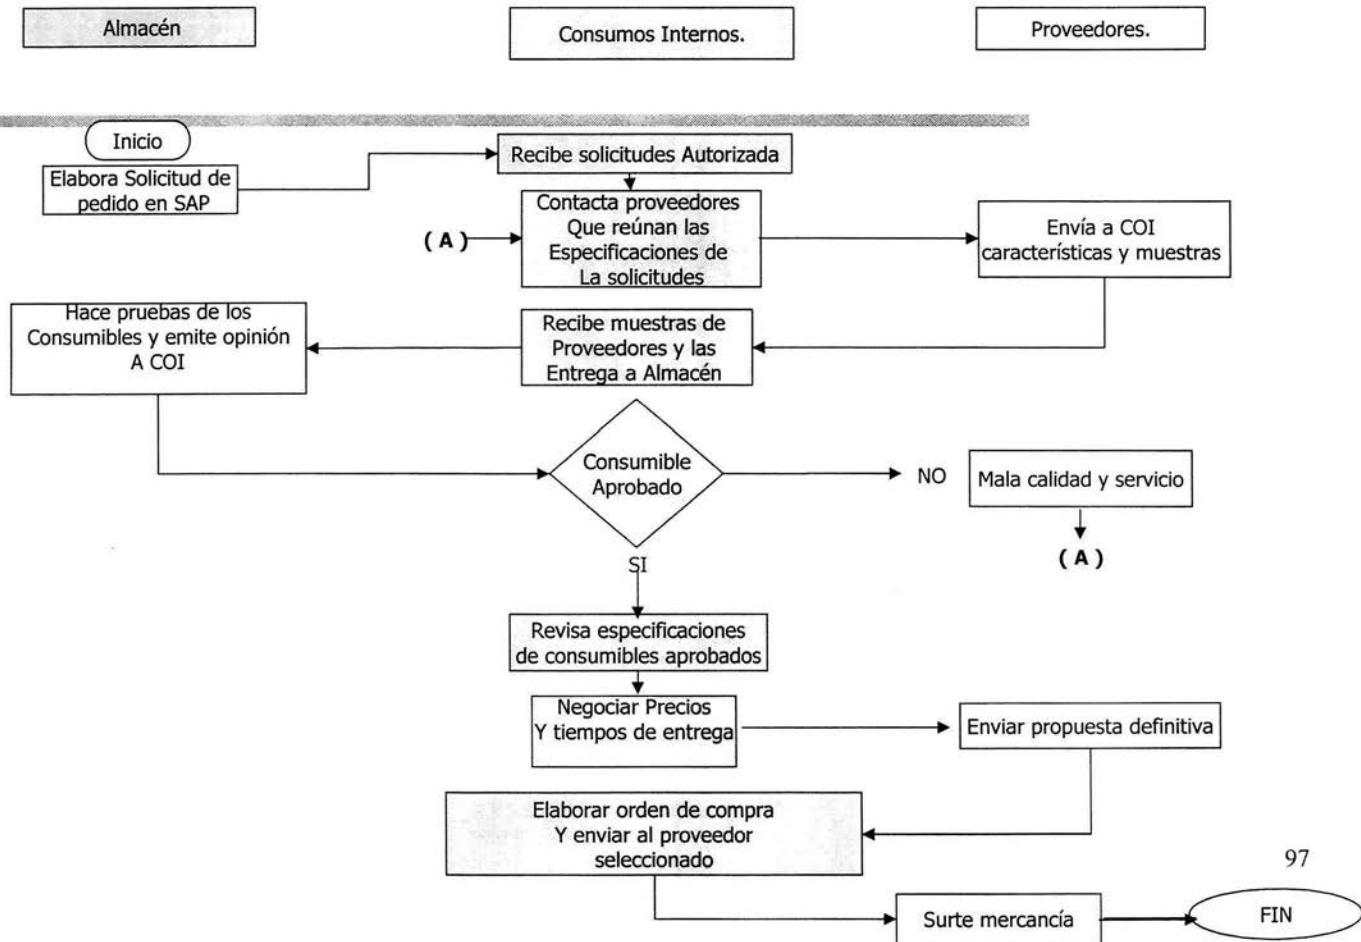 Almacén
Consumos Internos.
Proveedores.
Inicio
Elabora Solicitud de
pedido en SAP
Recibe solicitudes Autorizada
Contacta proveedores
Que reúnan las
Especificaciones de
La solicitudes
( A )
Envía a COI
características y muestras
Hace pruebas de los
Consumibles y emite opinión
A COI
Recibe muestras de
Proveedores y las
Entrega a Almacén
Consumible
Aprobado
NO
Mala calidad y servicio
( A )
SI
Revisa especificaciones
de consumibles aprobados
Negociar Precios
Y tiempos de entrega
Enviar propuesta definitiva
Elaborar orden de compra
Y enviar al proveedor
seleccionado
97
Surte mercancía
FIN